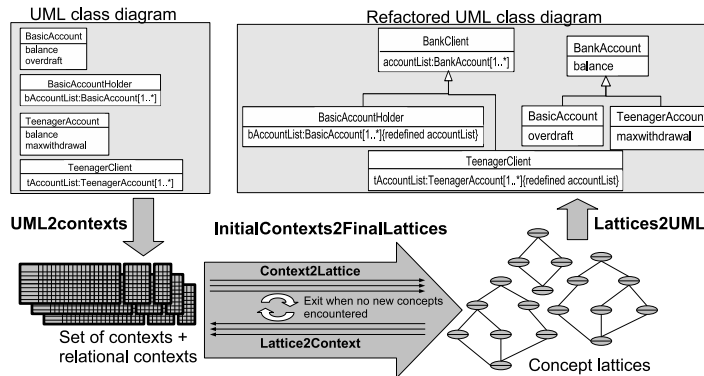 UML class diagram
BasicAccount
balance
overdraft
BasicAccountHolder
bAccountList:BasicAccount[1..*]
TeenagerAccount
balance
maxwithdrawal
TeenagerClient
tAccountList:TeenagerAccount[1..*]
Refactored UML class diagram
BankClient
accountList:BankAccount[1..*]
BankAccount
balance
BasicAccountHolder
bAccountList:BasicAccount[1..*]{redefined accountList}
BasicAccount
overdraft
TeenagerAccount
maxwithdrawal
TeenagerClient
tAccountList:TeenagerAccount[1..*]{redefined accountList}
UML2contexts
InitialContexts2FinalLattices
Lattices2UML
Context2Lattice
Exit when no new concepts
encountered
Lattice2Context
Set of contexts +
relational contexts
Concept lattices